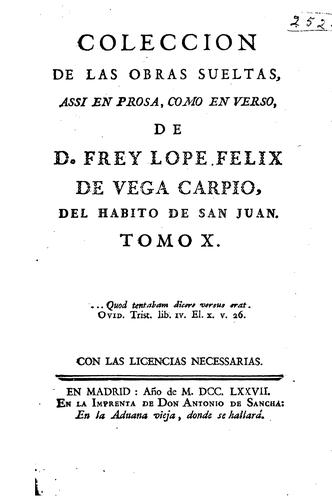 252
COLECCION
DE LAS OBRAS SUELTAS,
ASSI EN PROSA, COMO EN VERSO,
DE
D. FREY LOPE FELIX
DE VEGA CARPIO,
DEL HABITO DE SAN JUAN.
TOMO X.
...Quod tentabam dicere versus erat.
OVID. Trist. lib. IV. El. X. v. 26.
CON LAS LICENCIAS NECESSARIAS.
EN MADRID: Año de M. DCC. LXXVII.
EN LA IMPRENTA DE DON ANTONIO DE SANCHA:
En la Aduana vieja, donde se hallará.